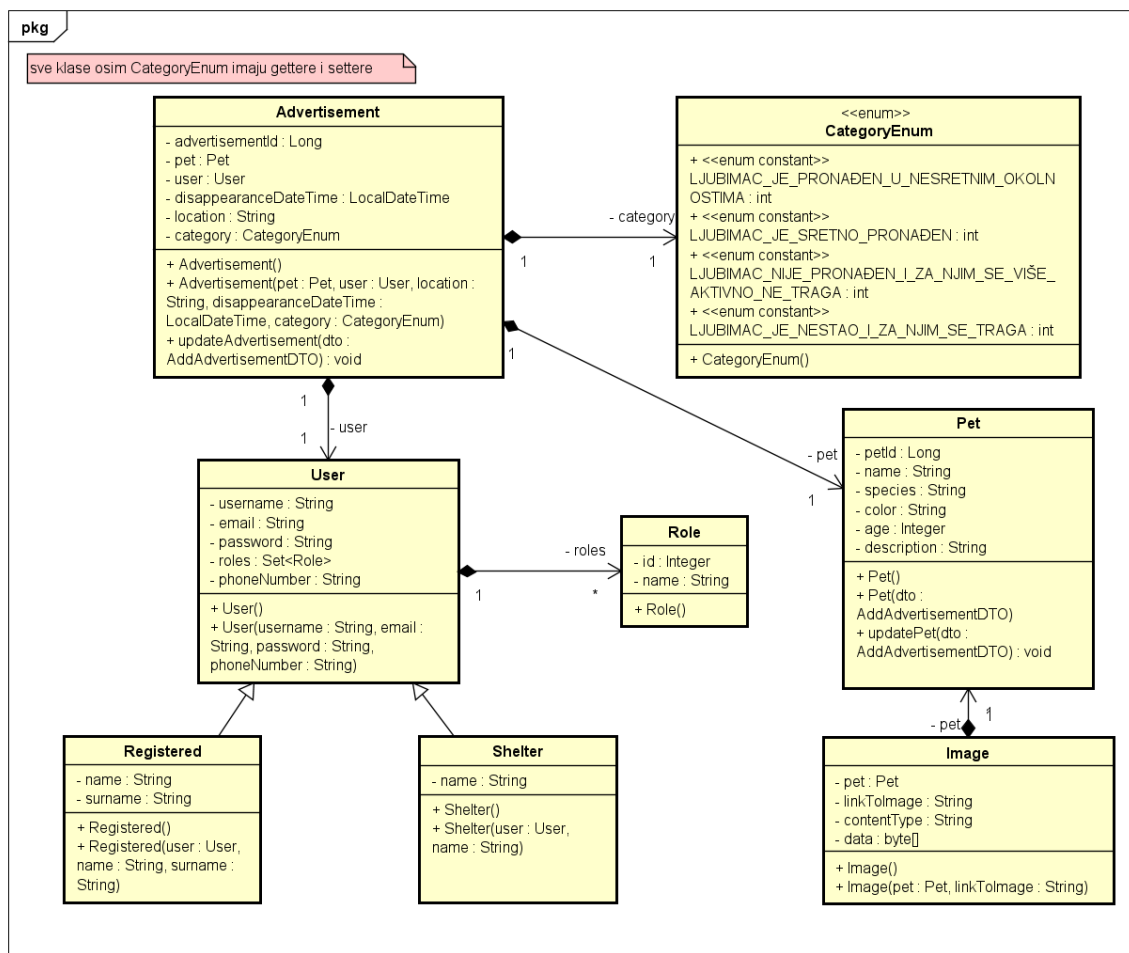 pkg
sve klase osim CategoryEnum imaju gettere i settere
Advertisement
- advertisementId : Long
- pet : Pet
- user : User
- disappearanceDateTime : LocalDateTime
- location : String
- category : CategoryEnum
+ Advertisement()
+ Advertisement(pet : Pet, user : User, location :
String, disappearanceDateTime :
LocalDateTime, category : CategoryEnum)
+ updateAdvertisement(dto :
AddAdvertisementDTO) : void
- category
1
1
<<enum>>
CategoryEnum
+ <<enum constant>>
LJUBIMAC_JE_PRONAĐEN_U_NESRETNIM_OKOLN
OSTIMA : int
+ <<enum constant>>
LJUBIMAC_JE_SRETNO_PRONAĐEN : int
+ <<enum constant>>
LJUBIMAC_NIJE_PRONAĐEN_I_ZA_NJIM_SE_VIŠE_
AKTIVNO_NE_TRAGA : int
+ <<enum constant>>
LJUBIMAC_JE_NESTAO_I_ZA_NJIM_SE_TRAGA : int
+ CategoryEnum()
1
- pet
1
1
1
- user
User
- username : String
- email : String
- password : String
- roles : Set<Role>
- phoneNumber : String
+ User()
+ User(username : String, email :
String, password : String,
phoneNumber : String)
- roles
1
*
Role
- id : Integer
- name : String
+ Role()
Pet
- petId : Long
- name : String
- species : String
- color : String
- age : Integer
- description : String
+ Pet()
+ Pet(dto :
AddAdvertisementDTO)
+ updatePet(dto :
AddAdvertisementDTO) : void
Registered
- name : String
- surname : String
+ Registered()
+ Registered(user : User,
name : String, surname :
String)
Shelter
- name : String
+ Shelter()
+ Shelter(user : User,
name : String)
- pet
1
Image
- pet : Pet
- linkToImage : String
- contentType : String
- data : byte[]
+ Image()
+ Image(pet : Pet, linkToImage : String)